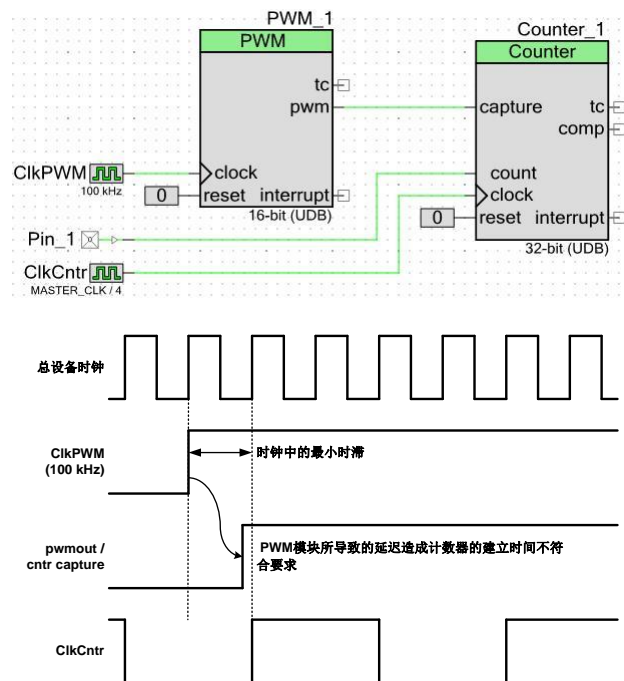 PWM_1
PWM
tc
pwm
ClkPWM
100 kHz
clock
0
reset
interrupt
16-bit (UDB)
Counter_1
Counter
capture
tc
comp
count
clock
0
reset
interrupt
32-bit (UDB)
Pin_1
ClkCntr
MASTER_CLK / 4
总设备时钟
ClkPWM
(100 kHz)
时钟中的最小时滞
pwmout /
cntr capture
PWM模块所导致的延迟造成计数器的建立时间不符
合要求
ClkCntr